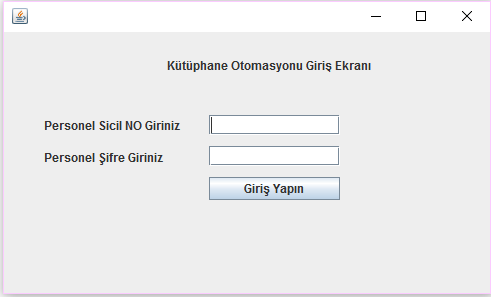 Kütüphane Otomasyonu Giriş Ekranı
Personel Sicil NO Giriniz
Personel Şifre Giriniz
Giriş Yapın